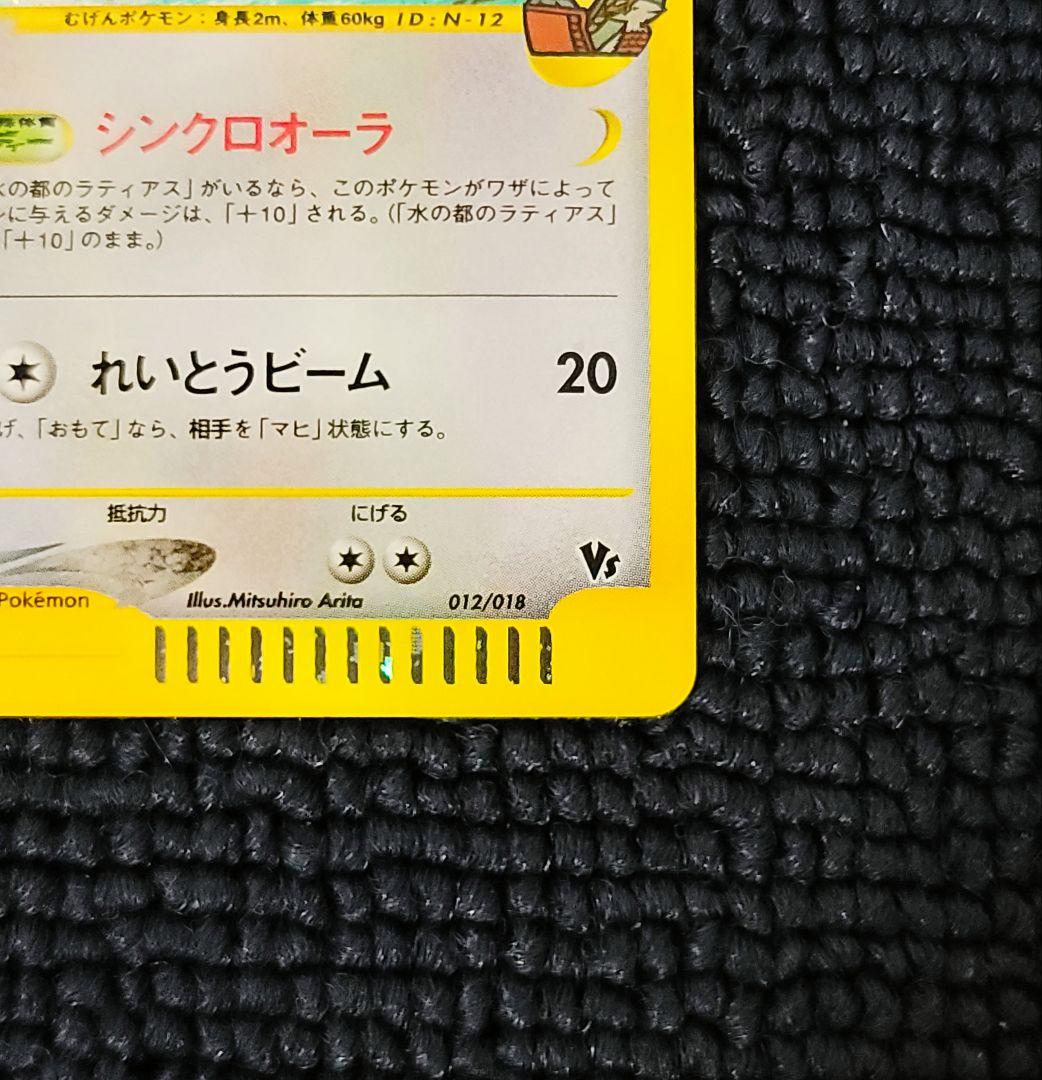 むげんポケモン：身長2m、体重60kg ID：N-12
シンクロオーラ
水の都のラティアス」がいるなら、このポケモンがワザによって
に与えるダメージは、「＋10」される。（「水の都のラティアス」
「＋10」のまま。）
れいとうビーム 20
げ、「おもて」なら、相手を「マヒ」状態にする。
抵抗力 にげる
Vs
Pokémon Illus.Mitsuhiro Arita 012/018